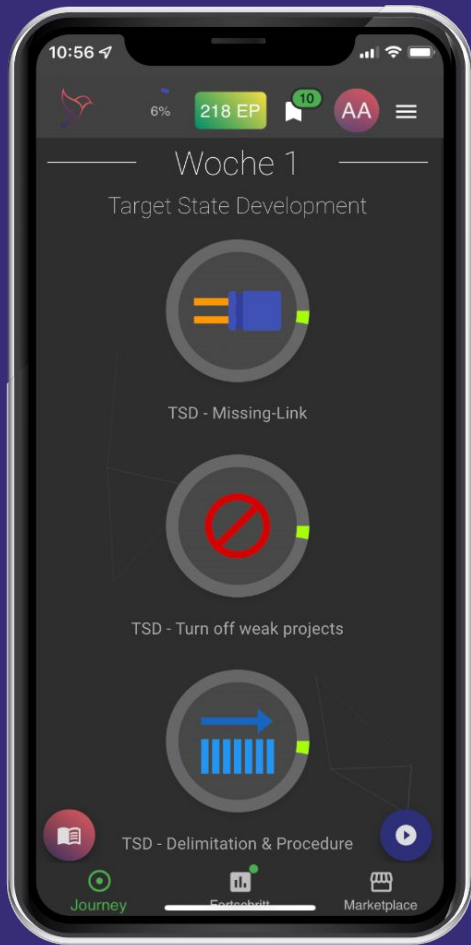 10:56
6%
218 EP
10
AA
Woche 1
Target State Development
TSD - Missing-Link
TSD - Turn off weak projects
TSD - Delimitation & Procedure
Journey
Fortschritt
Marketplace